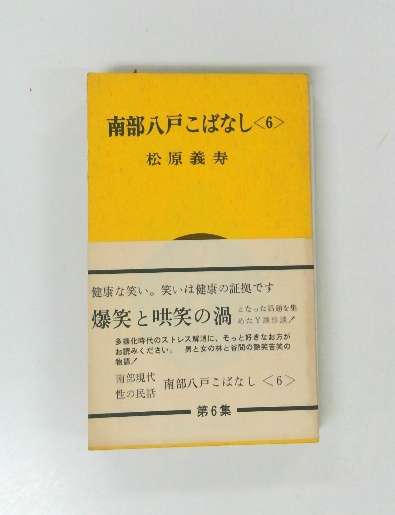 南部八戸こばなし<6>
松原義寿
健康な笑い。笑いは健康の証拠です
爆笑と哄笑の渦
となった話題を集
めたY談珍談！
多様化時代のストレス解消に、そっと好きなお方が
お読みください。 男と女の林と谷間の艶笑苦笑の
物語！
南部現代
性の民話
南部八戸こばなし <6>
第6集